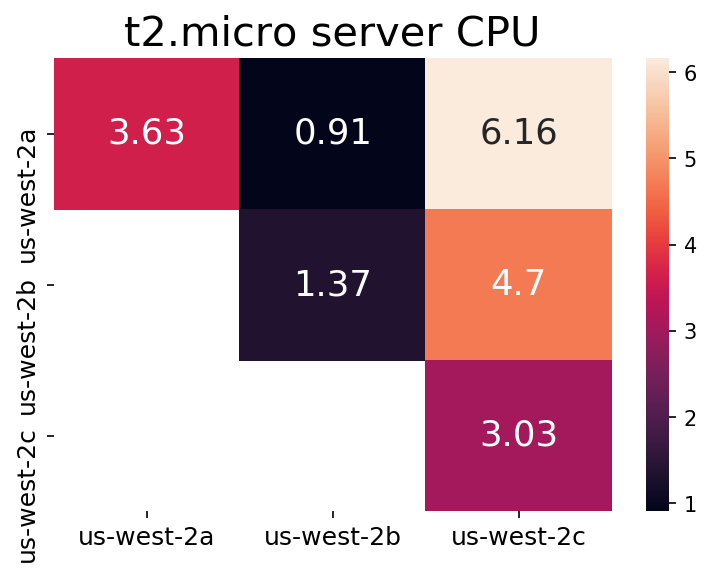 t2.micro server CPU
us-west-2a
us-west-2b
us-west-2c
3.63 0.91 6.16
1.37 4.7
3.03
us-west-2a us-west-2b us-west-2c
6
5
4
3
2
1